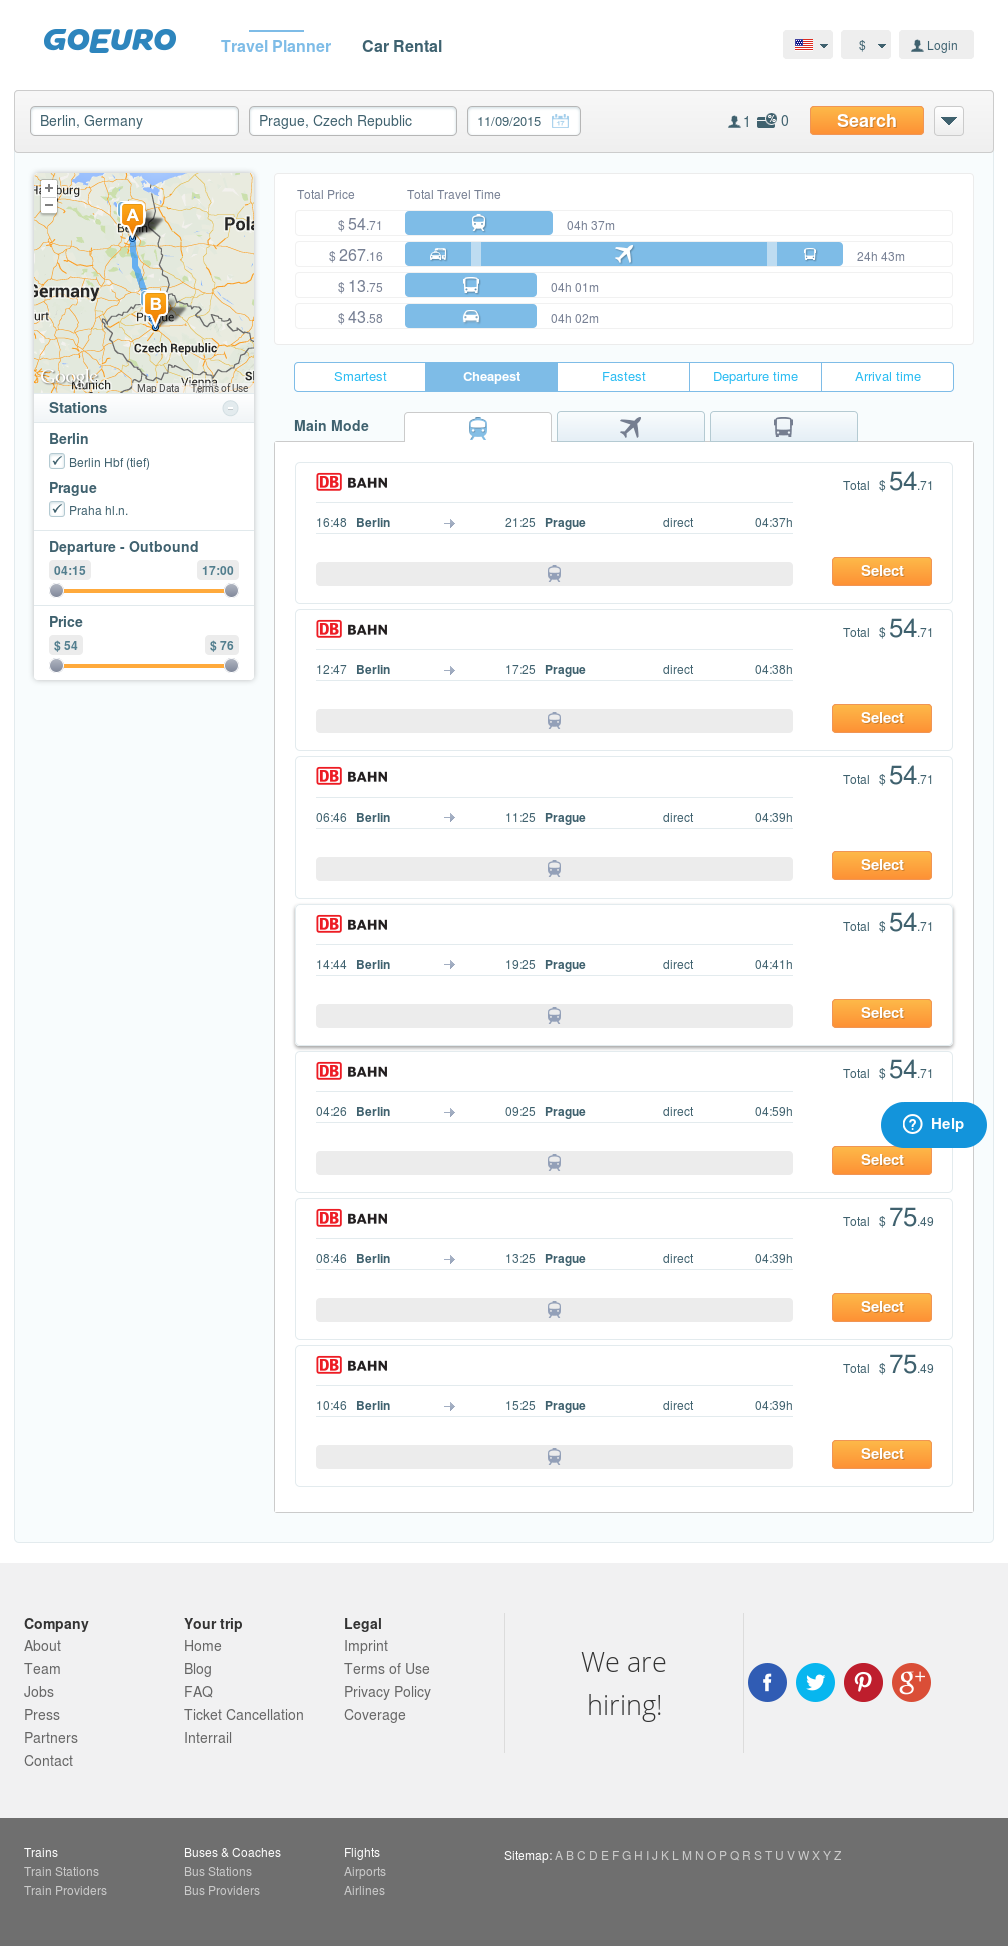 GOEURO
Travel Planner
Car Rental
$
Login
Berlin, Germany
Prague, Czech Republic
11/09/2015
1
0
Search
+
−
A
B
Germany
Prague
Czech Republic
Google
Munich
Vienna
Map Data
Terms of Use
Stations
Berlin
Berlin Hbf (tief)
Prague
Praha hl.n.
Departure - Outbound
04:15 17:00
Price
$ 54 $ 76
Total Price Total Travel Time
$ 54.71 04h 37m
$ 267.16 24h 43m
$ 13.75 04h 01m
$ 43.58 04h 02m
Smartest Cheapest Fastest Departure time Arrival time
Main Mode
DB BAHN Total $ 54.71
16:48 Berlin 21:25 Prague direct 04:37h
Select
DB BAHN Total $ 54.71
12:47 Berlin 17:25 Prague direct 04:38h
Select
DB BAHN Total $ 54.71
06:46 Berlin 11:25 Prague direct 04:39h
Select
DB BAHN Total $ 54.71
14:44 Berlin 19:25 Prague direct 04:41h
Select
DB BAHN Total $ 54.71
04:26 Berlin 09:25 Prague direct 04:59h
Help
Select
DB BAHN Total $ 75.49
08:46 Berlin 13:25 Prague direct 04:39h
Select
DB BAHN Total $ 75.49
10:46 Berlin 15:25 Prague direct 04:39h
Select
Company
About
Team
Jobs
Press
Partners
Contact
Your trip
Home
Blog
FAQ
Ticket Cancellation
Interrail
Legal
Imprint
Terms of Use
Privacy Policy
Coverage
We are
hiring!
Trains
Train Stations
Train Providers
Buses & Coaches
Bus Stations
Bus Providers
Flights
Airports
Airlines
Sitemap: A B C D E F G H I J K L M N O P Q R S T U V W X Y Z